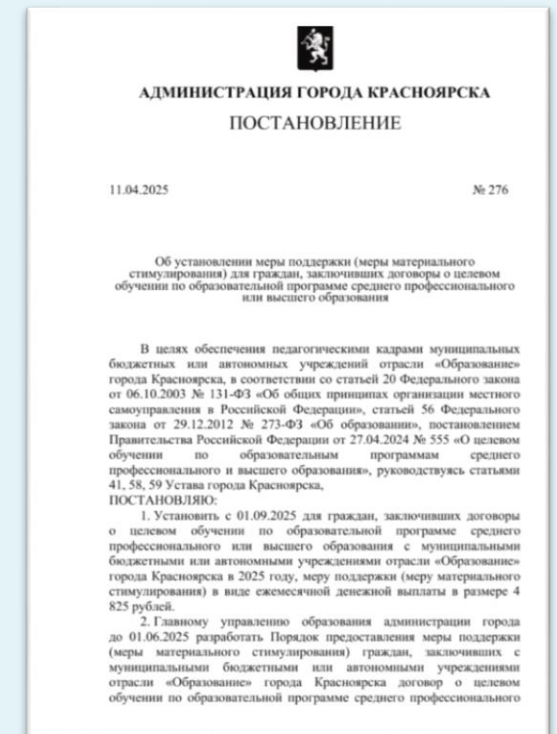 АДМИНИСТРАЦИЯ ГОРОДА КРАСНОЯРСКА
ПОСТАНОВЛЕНИЕ
11.04.2025 № 276
Об установлении меры поддержки (меры материального
стимулирования) для граждан, заключивших договоры о целевом
обучении по образовательной программе среднего профессионального
или высшего образования
В целях обеспечения педагогическими кадрами муниципальных
бюджетных или автономных учреждений отрасли «Образование»
города Красноярска, в соответствии со статьей 20 Федерального закона
от 06.10.2003 № 131-ФЗ «Об общих принципах организации местного
самоуправления в Российской Федерации», статьей 56 Федерального
закона от 29.12.2012 № 273-ФЗ «Об образовании», постановлением
Правительства Российской Федерации от 27.04.2024 № 555 «О целевом
обучении по образовательным программам среднего
профессионального и высшего образования», руководствуясь статьями
41, 58, 59 Устава города Красноярска,
ПОСТАНОВЛЯЮ:
1. Установить с 01.09.2025 для граждан, заключивших договоры
о целевом обучении по образовательной программе среднего
профессионального или высшего образования с муниципальными
бюджетными или автономными учреждениями отрасли «Образование»
города Красноярска в 2025 году, меру поддержки (меру материального
стимулирования) в виде ежемесячной денежной выплаты в размере 4
825 рублей.
2. Главному управлению образования администрации города
до 01.06.2025 разработать Порядок предоставления меры поддержки
(меры материального стимулирования) граждан, заключивших с
муниципальными бюджетными или автономными учреждениями
отрасли «Образование» города Красноярска договор о целевом
обучении по образовательной программе среднего профессионального